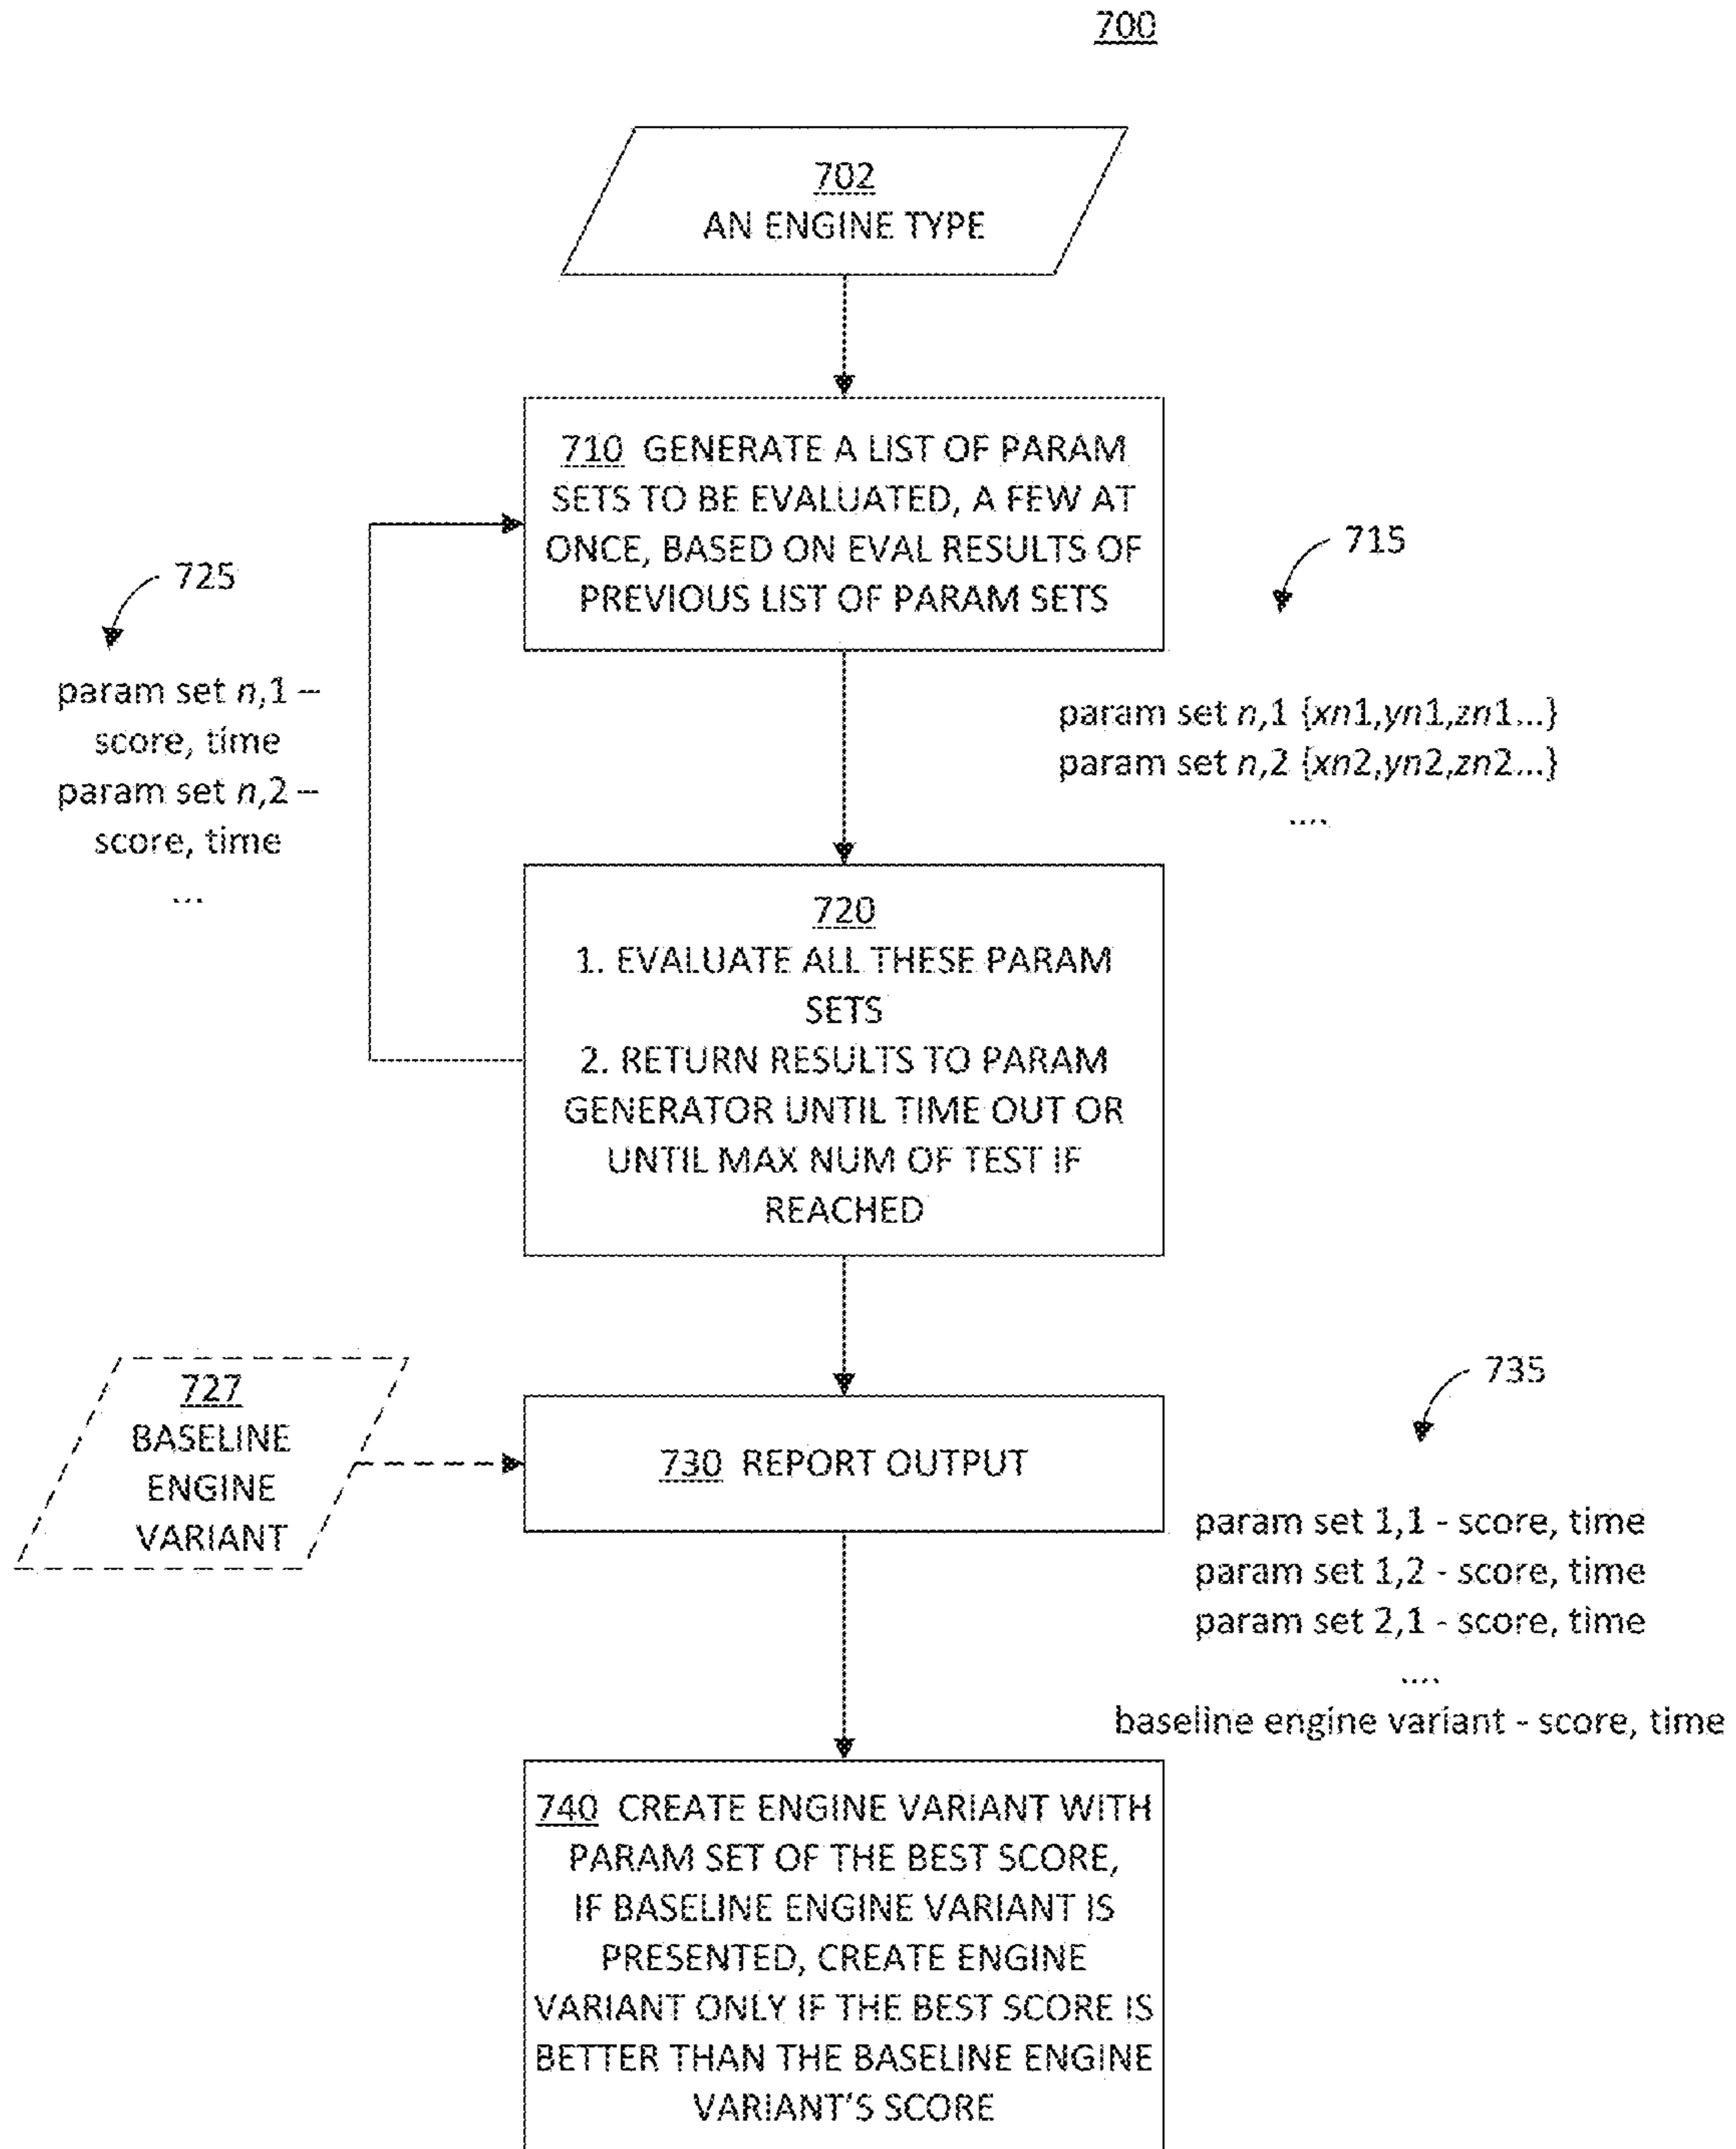 700
702
AN ENGINE TYPE
710 GENERATE A LIST OF PARAM
SETS TO BE EVALUATED, A FEW AT
ONCE, BASED ON EVAL RESULTS OF
PREVIOUS LIST OF PARAM SETS
715
725
param set n,1 –
score, time
param set n,2 –
score, time
...
param set n,1 {xn1,yn1,zn1...}
param set n,2 {xn2,yn2,zn2...}
....
720
1. EVALUATE ALL THESE PARAM
SETS
2. RETURN RESULTS TO PARAM
GENERATOR UNTIL TIME OUT OR
UNTIL MAX NUM OF TEST IF
REACHED
727
BASELINE
ENGINE
VARIANT
730 REPORT OUTPUT
735
param set 1,1 - score, time
param set 1,2 - score, time
param set 2,1 - score, time
....
baseline engine variant - score, time
740 CREATE ENGINE VARIANT WITH
PARAM SET OF THE BEST SCORE,
IF BASELINE ENGINE VARIANT IS
PRESENTED, CREATE ENGINE
VARIANT ONLY IF THE BEST SCORE IS
BETTER THAN THE BASELINE ENGINE
VARIANT'S SCORE